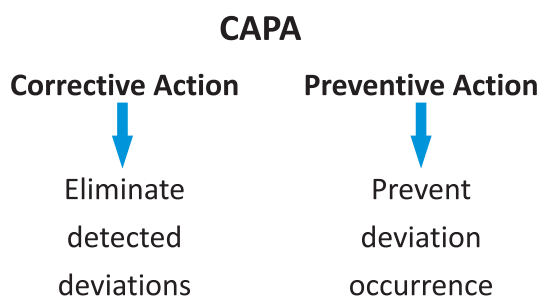 CAPA
Corrective Action
Preventive Action
Eliminate
detected
deviations
Prevent
deviation
occurrence